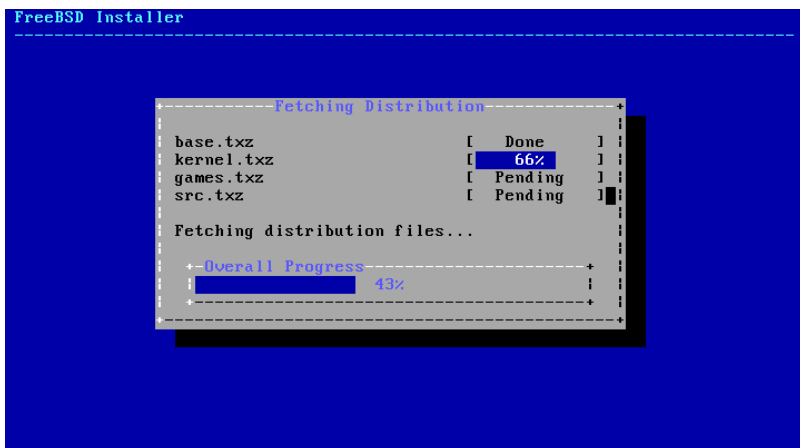 FreeBSD Installer
Fetching Distribution
base.txz [ Done ]
kernel.txz [ 66% ]
games.txz [ Pending ]
src.txz [ Pending ]
Fetching distribution files...
Overall Progress
43%